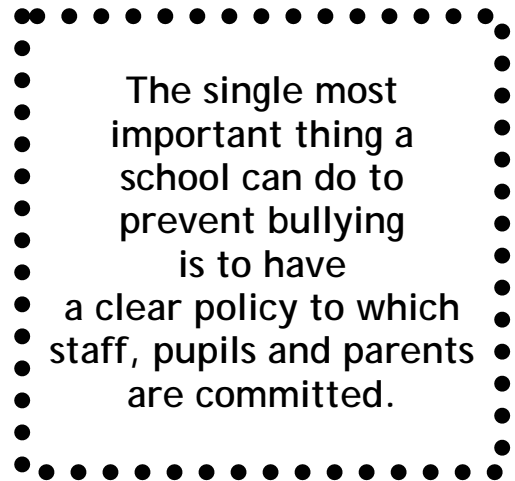 The single most
important thing a
school can do to
prevent bullying
is to have
a clear policy to which
staff, pupils and parents
are committed.